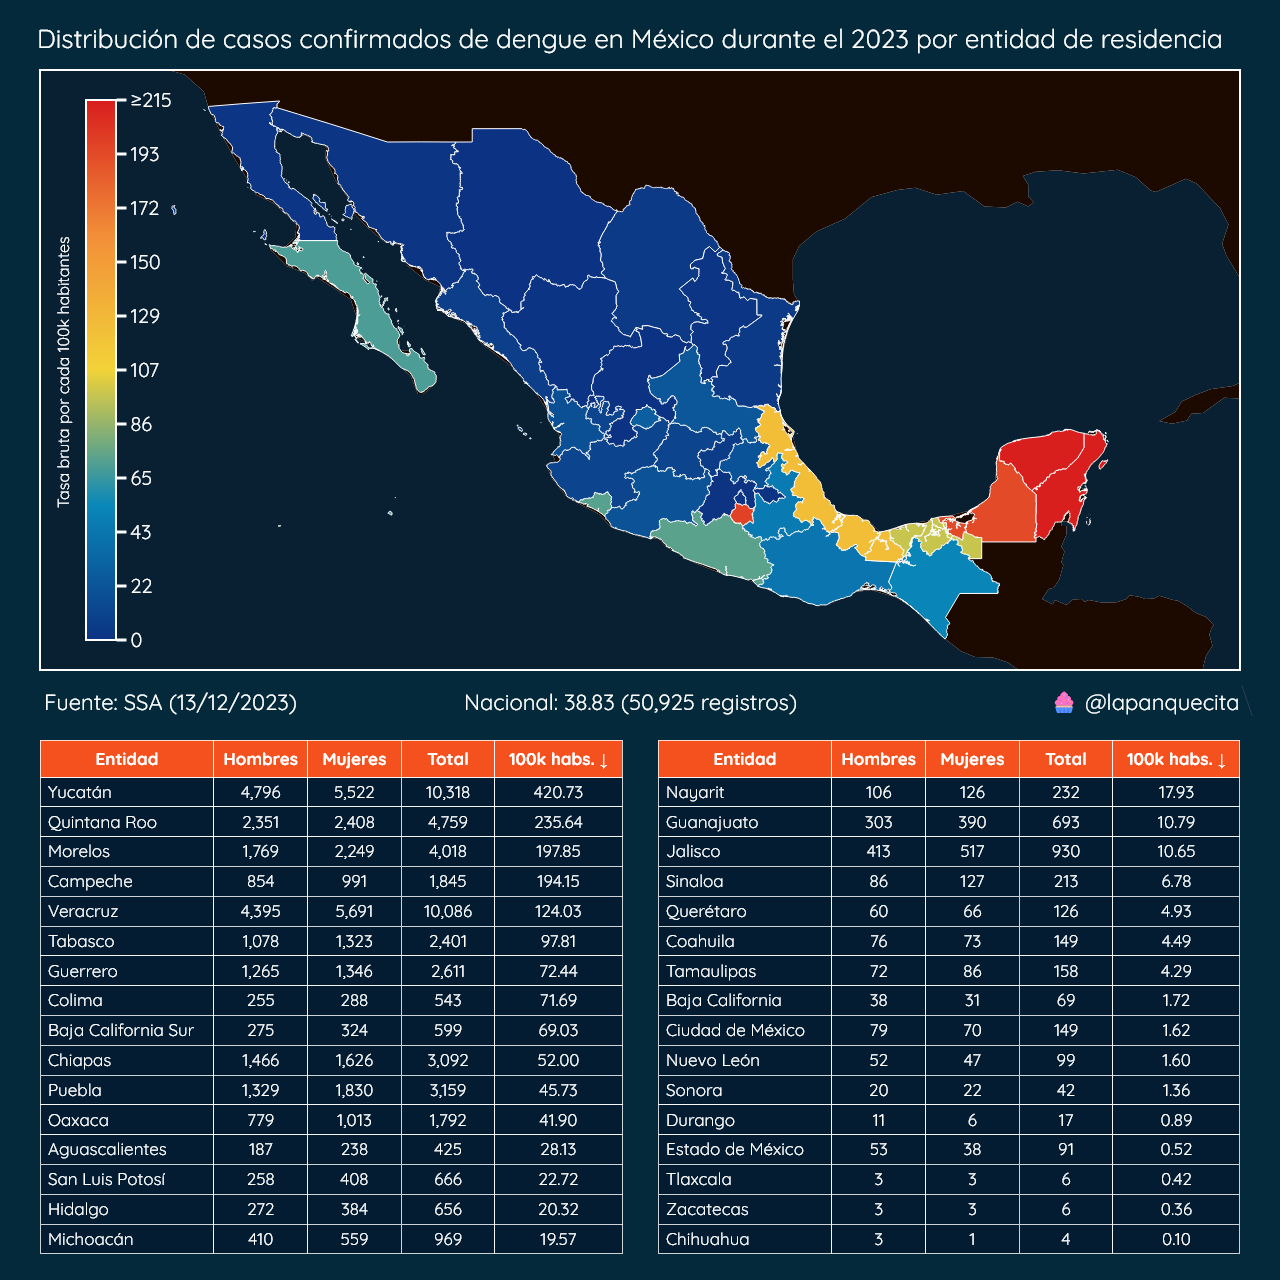 Distribución de casos confirmados de dengue en México durante el 2023 por entidad de residencia
Tasa bruta por cada 100k habitantes
≥215
193
172
150
129
107
86
65
43
22
0
Fuente: SSA (13/12/2023)
Nacional: 38.83 (50,925 registros)
@lapanquecita
Entidad Hombres Mujeres Total 100k habs. ↓
Yucatán 4,796 5,522 10,318 420.73
Quintana Roo 2,351 2,408 4,759 235.64
Morelos 1,769 2,249 4,018 197.85
Campeche 854 991 1,845 194.15
Veracruz 4,395 5,691 10,086 124.03
Tabasco 1,078 1,323 2,401 97.81
Guerrero 1,265 1,346 2,611 72.44
Colima 255 288 543 71.69
Baja California Sur 275 324 599 69.03
Chiapas 1,466 1,626 3,092 52.00
Puebla 1,329 1,830 3,159 45.73
Oaxaca 779 1,013 1,792 41.90
Aguascalientes 187 238 425 28.13
San Luis Potosí 258 408 666 22.72
Hidalgo 272 384 656 20.32
Michoacán 410 559 969 19.57
Entidad Hombres Mujeres Total 100k habs. ↓
Nayarit 106 126 232 17.93
Guanajuato 303 390 693 10.79
Jalisco 413 517 930 10.65
Sinaloa 86 127 213 6.78
Querétaro 60 66 126 4.93
Coahuila 76 73 149 4.49
Tamaulipas 72 86 158 4.29
Baja California 38 31 69 1.72
Ciudad de México 79 70 149 1.62
Nuevo León 52 47 99 1.60
Sonora 20 22 42 1.36
Durango 11 6 17 0.89
Estado de México 53 38 91 0.52
Tlaxcala 3 3 6 0.42
Zacatecas 3 3 6 0.36
Chihuahua 3 1 4 0.10